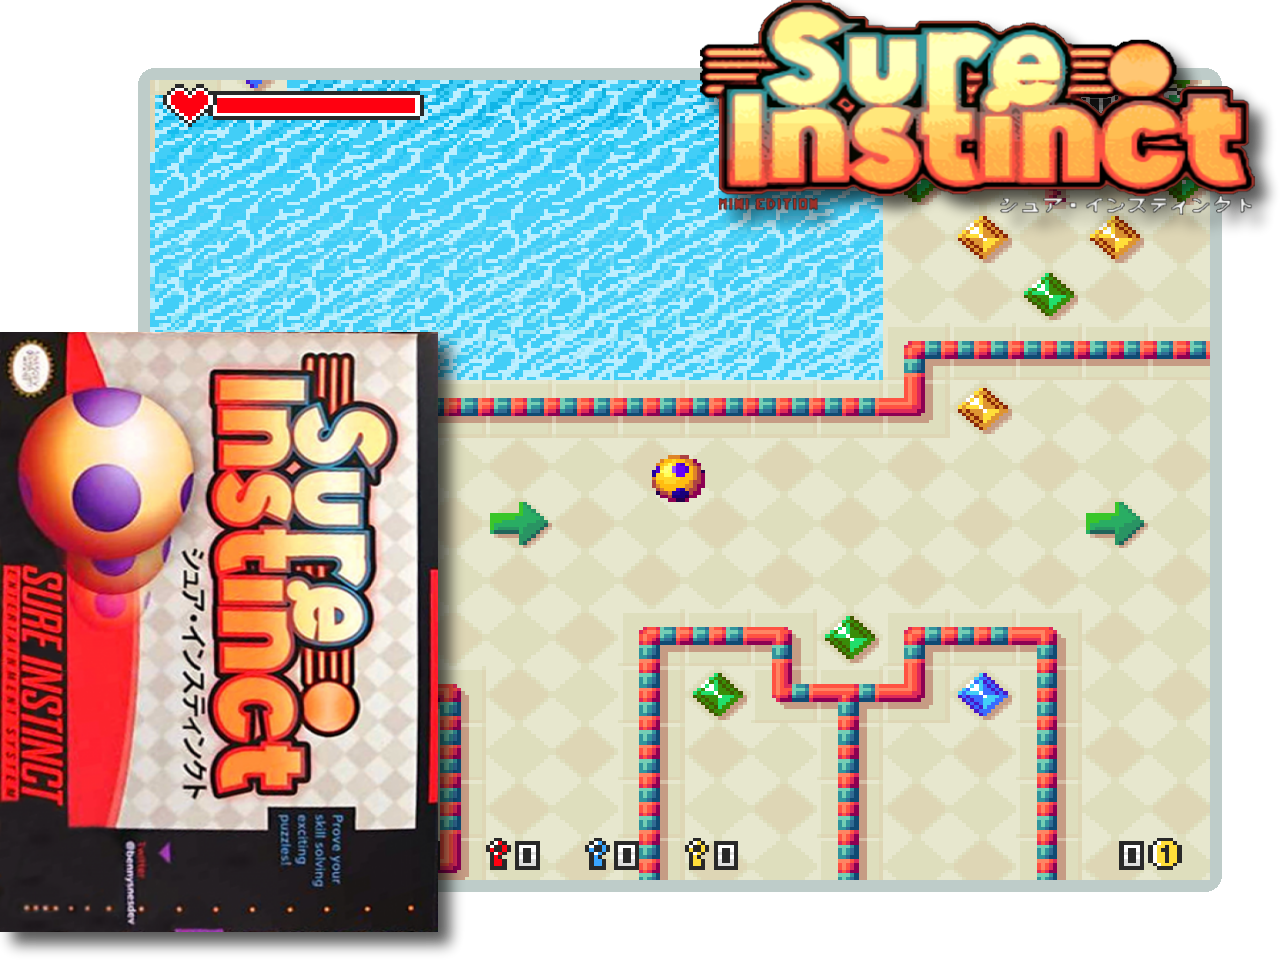 Sure
Instinct
MINI EDITION
シュア・インスティンクト
Sure
Instinct
シュア・インスティンクト
SURE INSTINCT
ENTERTAINMENT SYSTEM
Prove your
skill solving
exciting
puzzles!
Twitter
@bennysnesdev
0
0
0
0
1